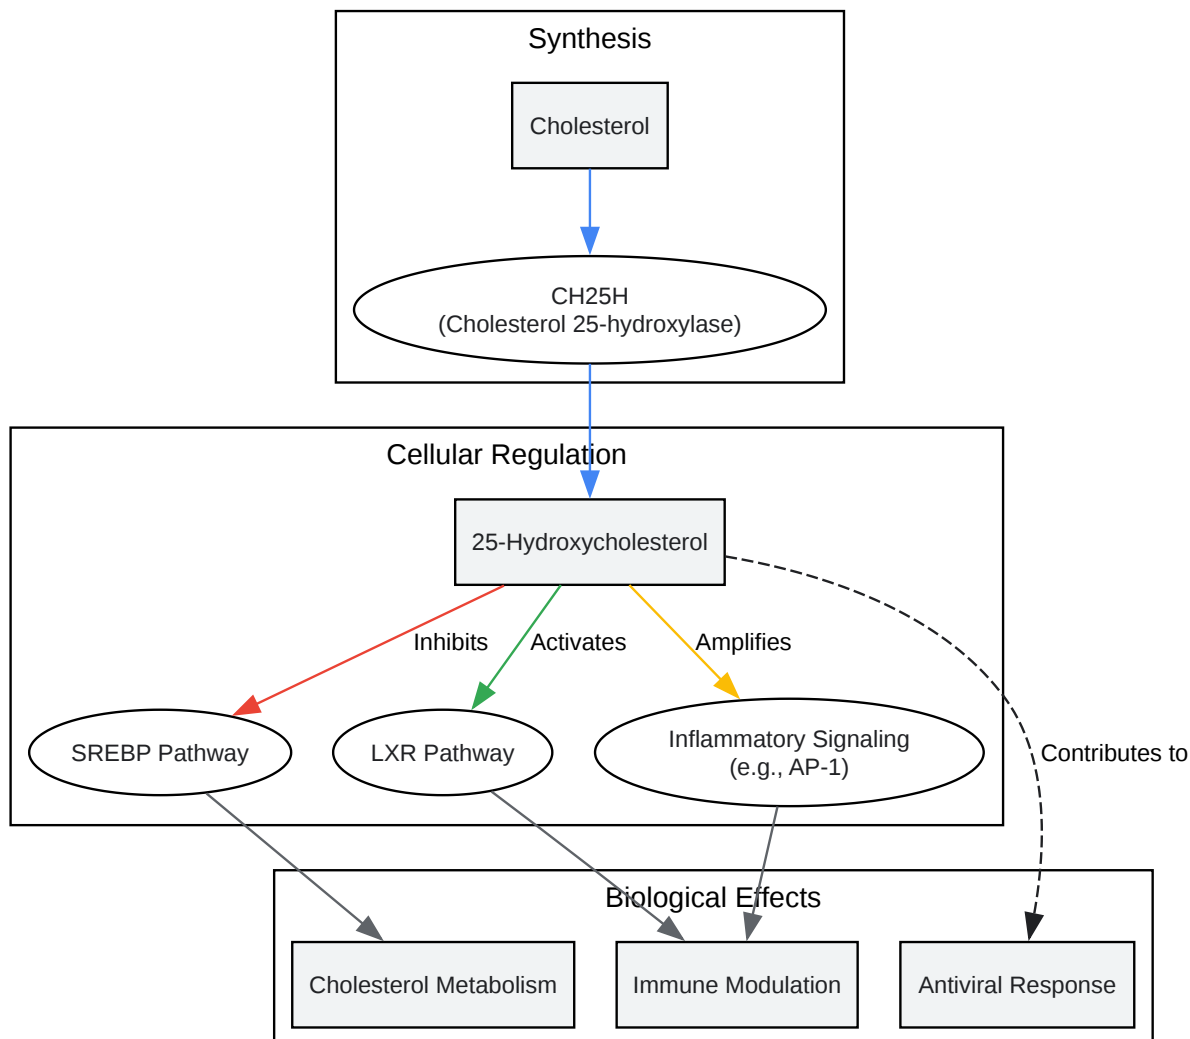 Synthesis
Cholesterol
CH25H
(Cholesterol 25-hydroxylase)
Cellular Regulation
25-Hydroxycholesterol
Inhibits
Activates
Amplifies
SREBP Pathway
LXR Pathway
Inflammatory Signaling
(e.g., AP-1)
Contributes to
Biological Effects
Cholesterol Metabolism
Immune Modulation
Antiviral Response